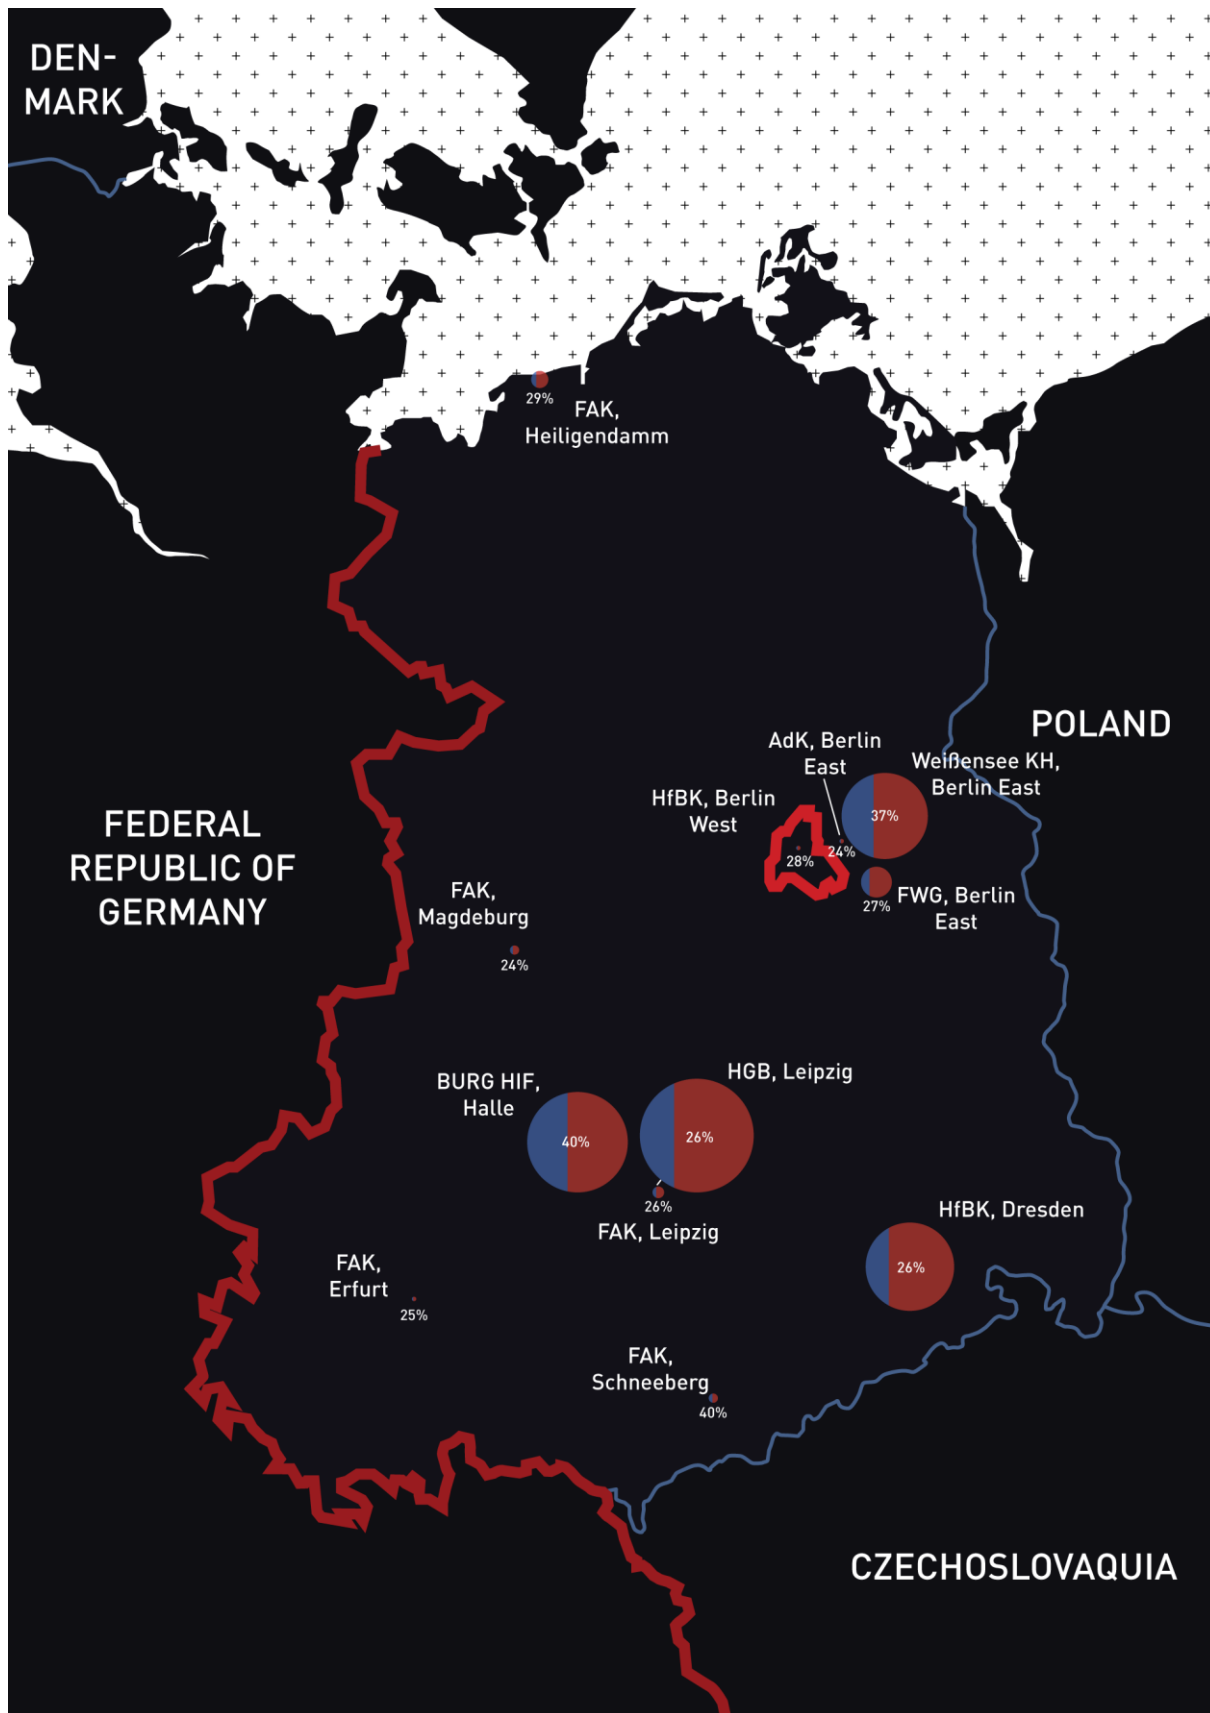 DEN-
MARK
29%
FAK,
Heiligendamm
POLAND
AdK, Berlin
East
Weißensee KH,
Berlin East
HfBK, Berlin
West
37%
24%
28%
FEDERAL
REPUBLIC OF
GERMANY
FAK,
Magdeburg
24%
27%
FWG, Berlin
East
BURG HIF,
Halle
40%
HGB, Leipzig
26%
26%
FAK, Leipzig
HfBK, Dresden
26%
FAK,
Erfurt
25%
FAK,
Schneeberg
40%
CZECHOSLOVAQUIA